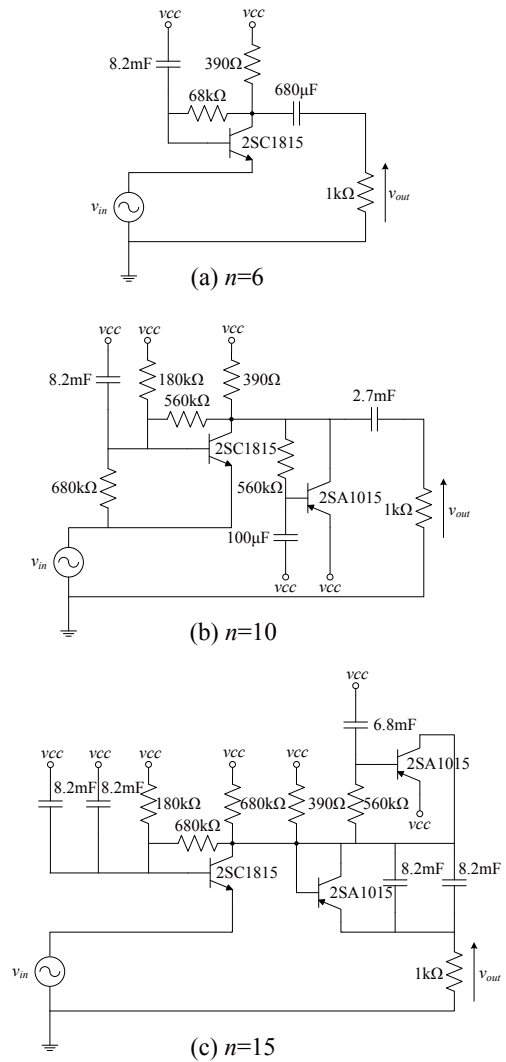 vcc vcc
8.2mF 390Ω 680μF
68kΩ
2SC1815
1kΩ vout
vin
(a) n=6
vcc vcc vcc
8.2mF 180kΩ 390Ω 2.7mF
560kΩ
2SC1815
680kΩ 560kΩ 2SA1015
1kΩ vout
100μF
vin
vcc vcc
(b) n=10
vcc
6.8mF
vcc vcc vcc vcc vcc 2SA1015
8.2mF 8.2mF 180kΩ 680kΩ 390Ω 560kΩ vcc
680kΩ
2SC1815 8.2mF 8.2mF
2SA1015
1kΩ vout
vin
(c) n=15